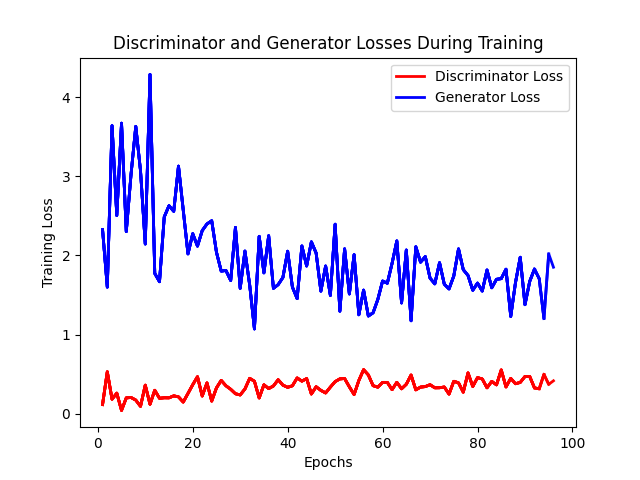 Discriminator and Generator Losses During Training
Discriminator Loss
Generator Loss
4
3
2
1
0
Training Loss
0 20 40 60 80 100
Epochs